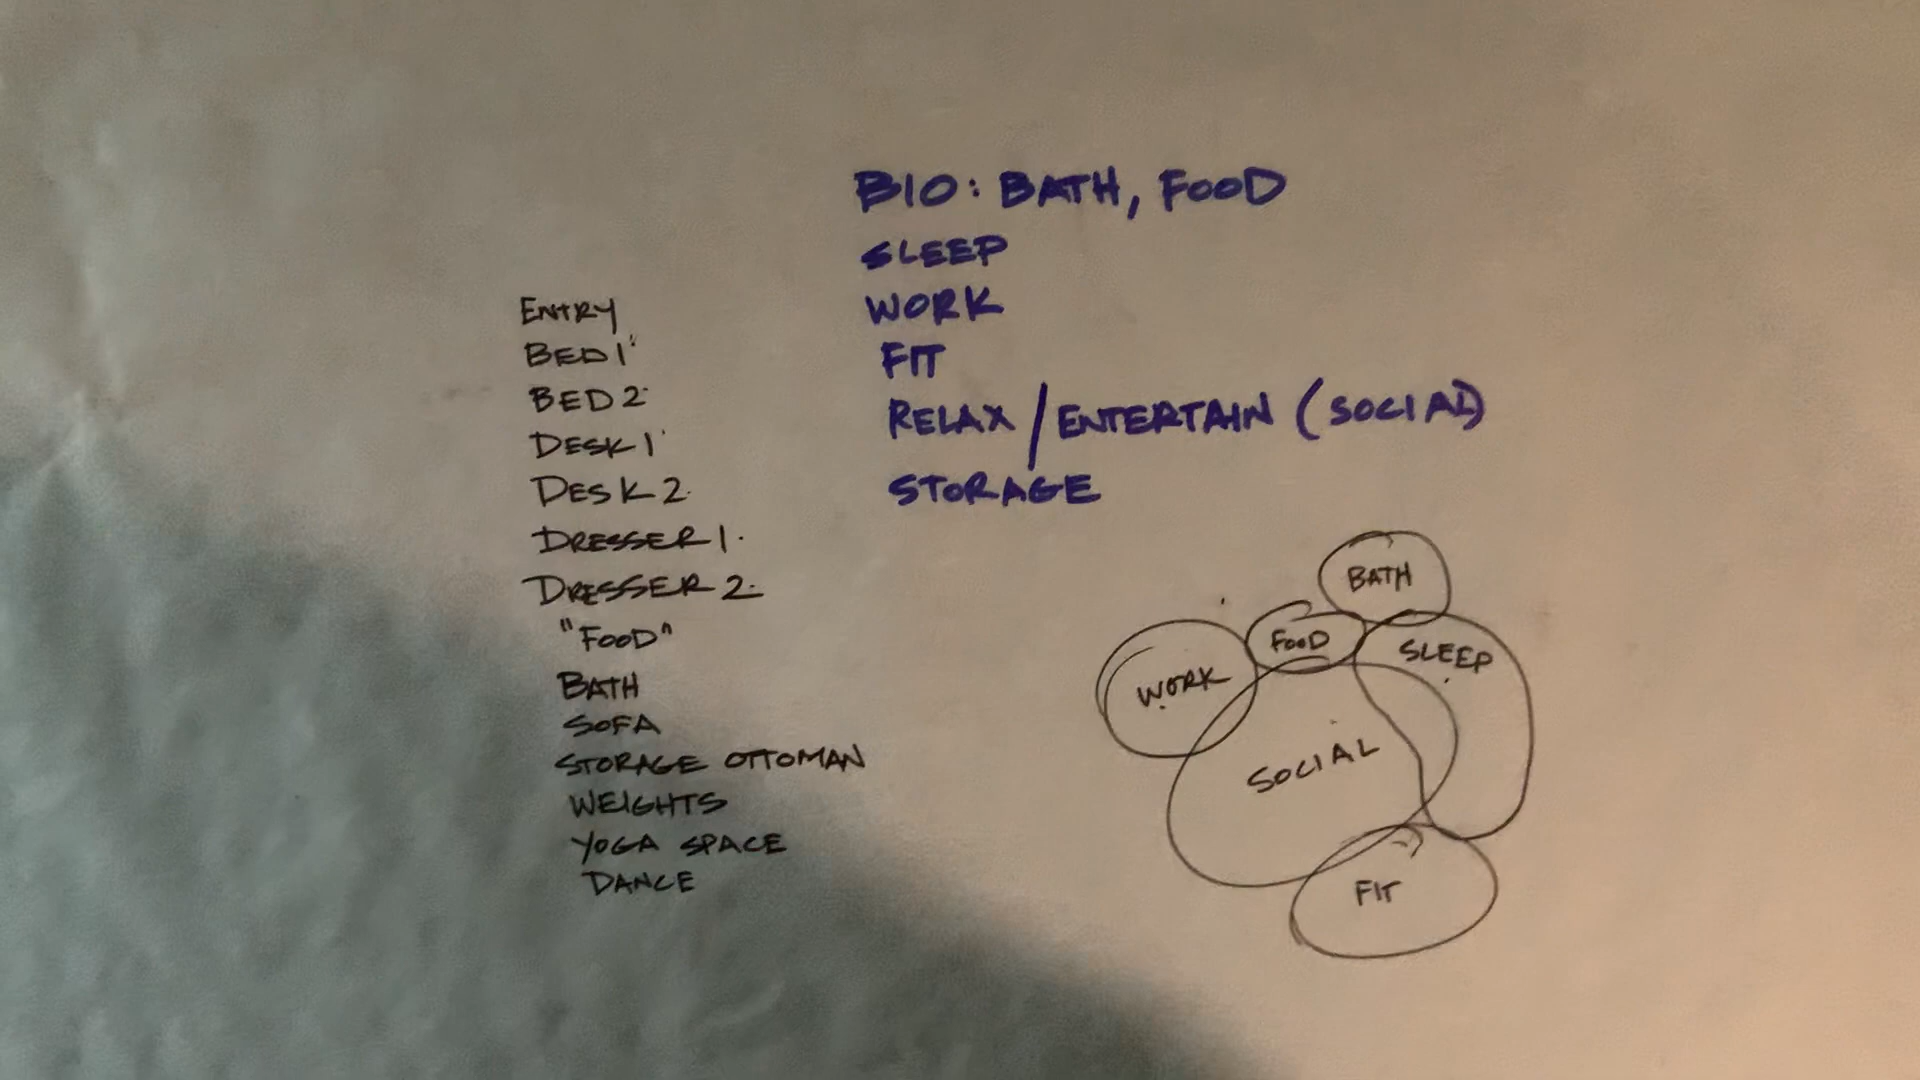 BIO: BATH, FOOD
SLEEP
WORK
FIT
RELAX / ENTERTAIN (SOCIAL)
STORAGE
ENTRY
BED 1
BED 2
DESK 1
DESK 2
DRESSER 1
DRESSER 2
"FOOD"
BATH
SOFA
STORAGE OTTOMAN
WEIGHTS
YOGA SPACE
DANCE
BATH
FOOD
SLEEP
WORK
SOCIAL
FIT